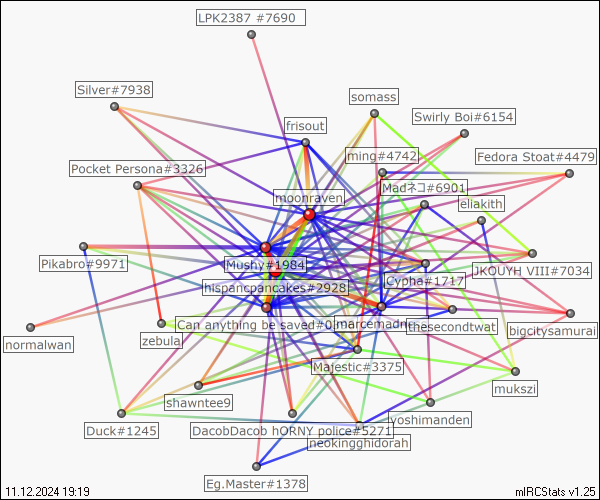 LPK2387 #7690
Silver#7938
somass
Swirly Boi#6154
frisout
ming#4742
Fedora Stoat#4479
Pocket Persona#3326
Madネコ#6901
moonraven
eliakith
Pikabro#9971
Mushy#1984
JKOUYH VIII#7034
Cypha#1717
hispancpancakes#2928
Can anything be saved#0
marcemadri
thesecondtwat
bigcitysamurai
normalwan
zebula
Majestic#3375
shawntee9
mukszi
Duck#1245
DacobDacob hORNY police#5271
yoshimanden
neokingghidorah
Eg.Master#1378
11.12.2024 19:19
mIRCStats v1.25